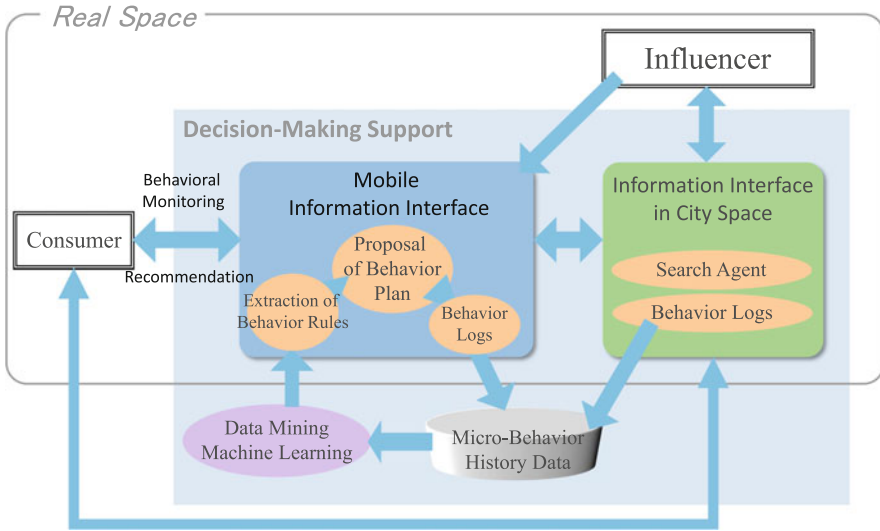 Real Space
Influencer
Decision-Making Support
Behavioral
Monitoring
Mobile
Information Interface
Information Interface
in City Space
Consumer
Recommendation
Proposal
of Behavior
Plan
Search Agent
Extraction of
Behavior Rules
Behavior
Logs
Behavior Logs
Data Mining
Machine Learning
Micro-Behavior
History Data